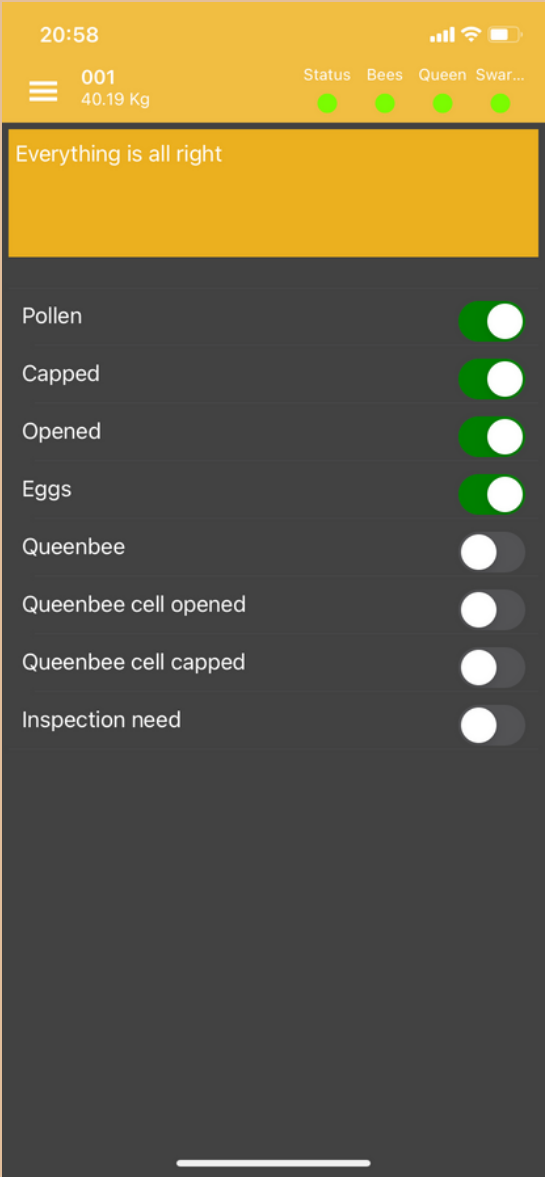 20:58
001
40.19 Kg
Status Bees Queen Swar...
Everything is all right
Pollen
Capped
Opened
Eggs
Queenbee
Queenbee cell opened
Queenbee cell capped
Inspection need